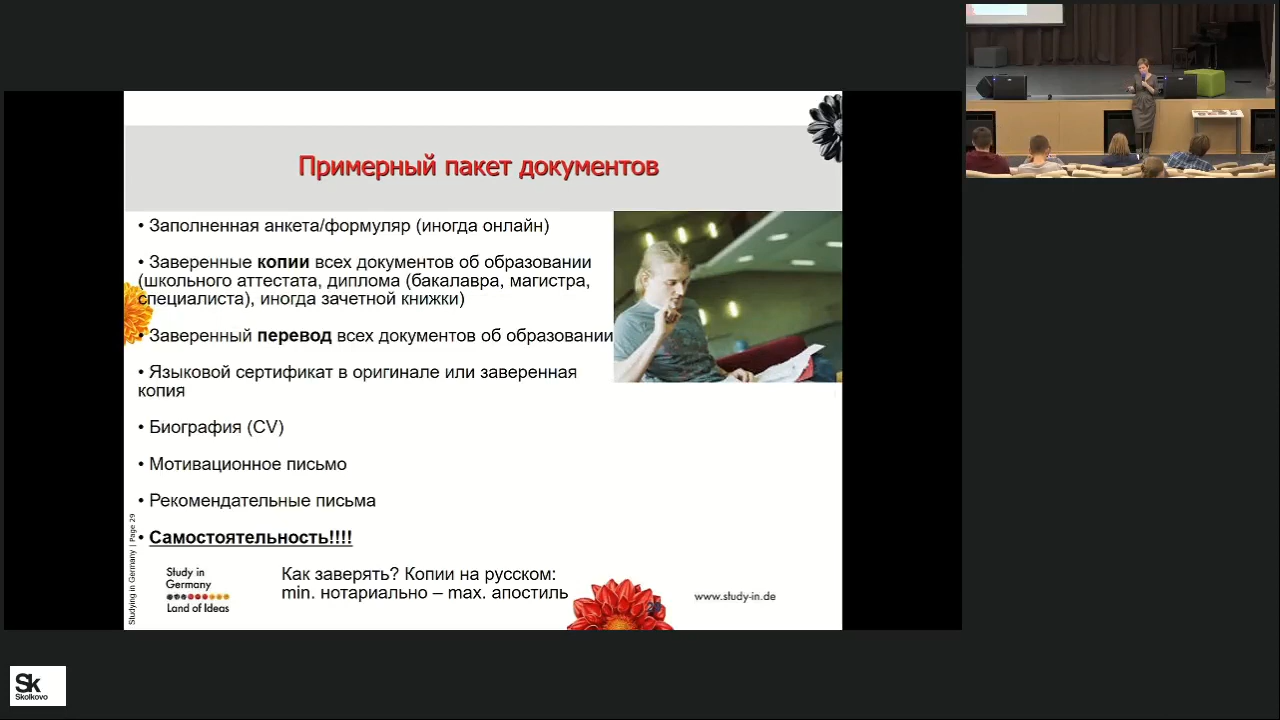 Примерный пакет документов
• Заполненная анкета/формуляр (иногда онлайн)
• Заверенные копии всех документов об образовании
(школьного аттестата, диплома (бакалавра, магистра,
специалиста), иногда зачетной книжки)
• Заверенный перевод всех документов об образовании
• Языковой сертификат в оригинале или заверенная
копия
• Биография (CV)
• Мотивационное письмо
• Рекомендательные письма
• Самостоятельность!!!!
Как заверять? Копии на русском:
min. нотариально – max. апостиль
Studying in Germany | Page 29
Study in
Germany
Land of Ideas
www.study-in.de
Sk
Skolkovo